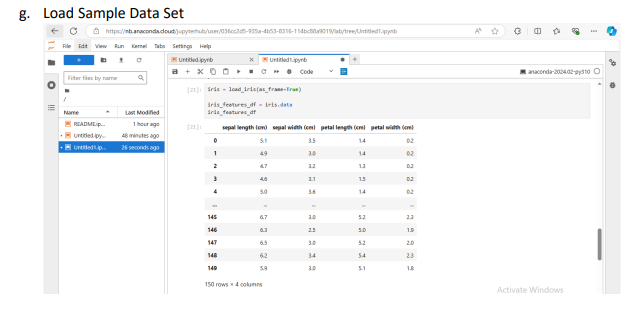 g. Load Sample Data Set
https://nb.anaconda.cloud/jupyterhub/user/036cc2d5-955a-4b53-8316-114bc88a9019/lab/tree/Untitled1.ipynb
File Edit View Run Kernel Tabs Settings Help
Untitled.ipynb Untitled1.ipynb
Code anaconda-2024.02-py310
Filter files by name
/
Name Last Modified
README.ip... 1 hour ago
Untitled.ipy... 48 minutes ago
Untitled1.ip... 26 seconds ago
[21]: iris = load_iris(as_frame=True)
iris_features_df = iris.data
iris_features_df
[21]: sepal length (cm) sepal width (cm) petal length (cm) petal width (cm)
0 5.1 3.5 1.4 0.2
1 4.9 3.0 1.4 0.2
2 4.7 3.2 1.3 0.2
3 4.6 3.1 1.5 0.2
4 5.0 3.6 1.4 0.2
... ... ... ... ...
145 6.7 3.0 5.2 2.3
146 6.3 2.5 5.0 1.9
147 6.5 3.0 5.2 2.0
148 6.2 3.4 5.4 2.3
149 5.9 3.0 5.1 1.8
150 rows × 4 columns
Activate Windows